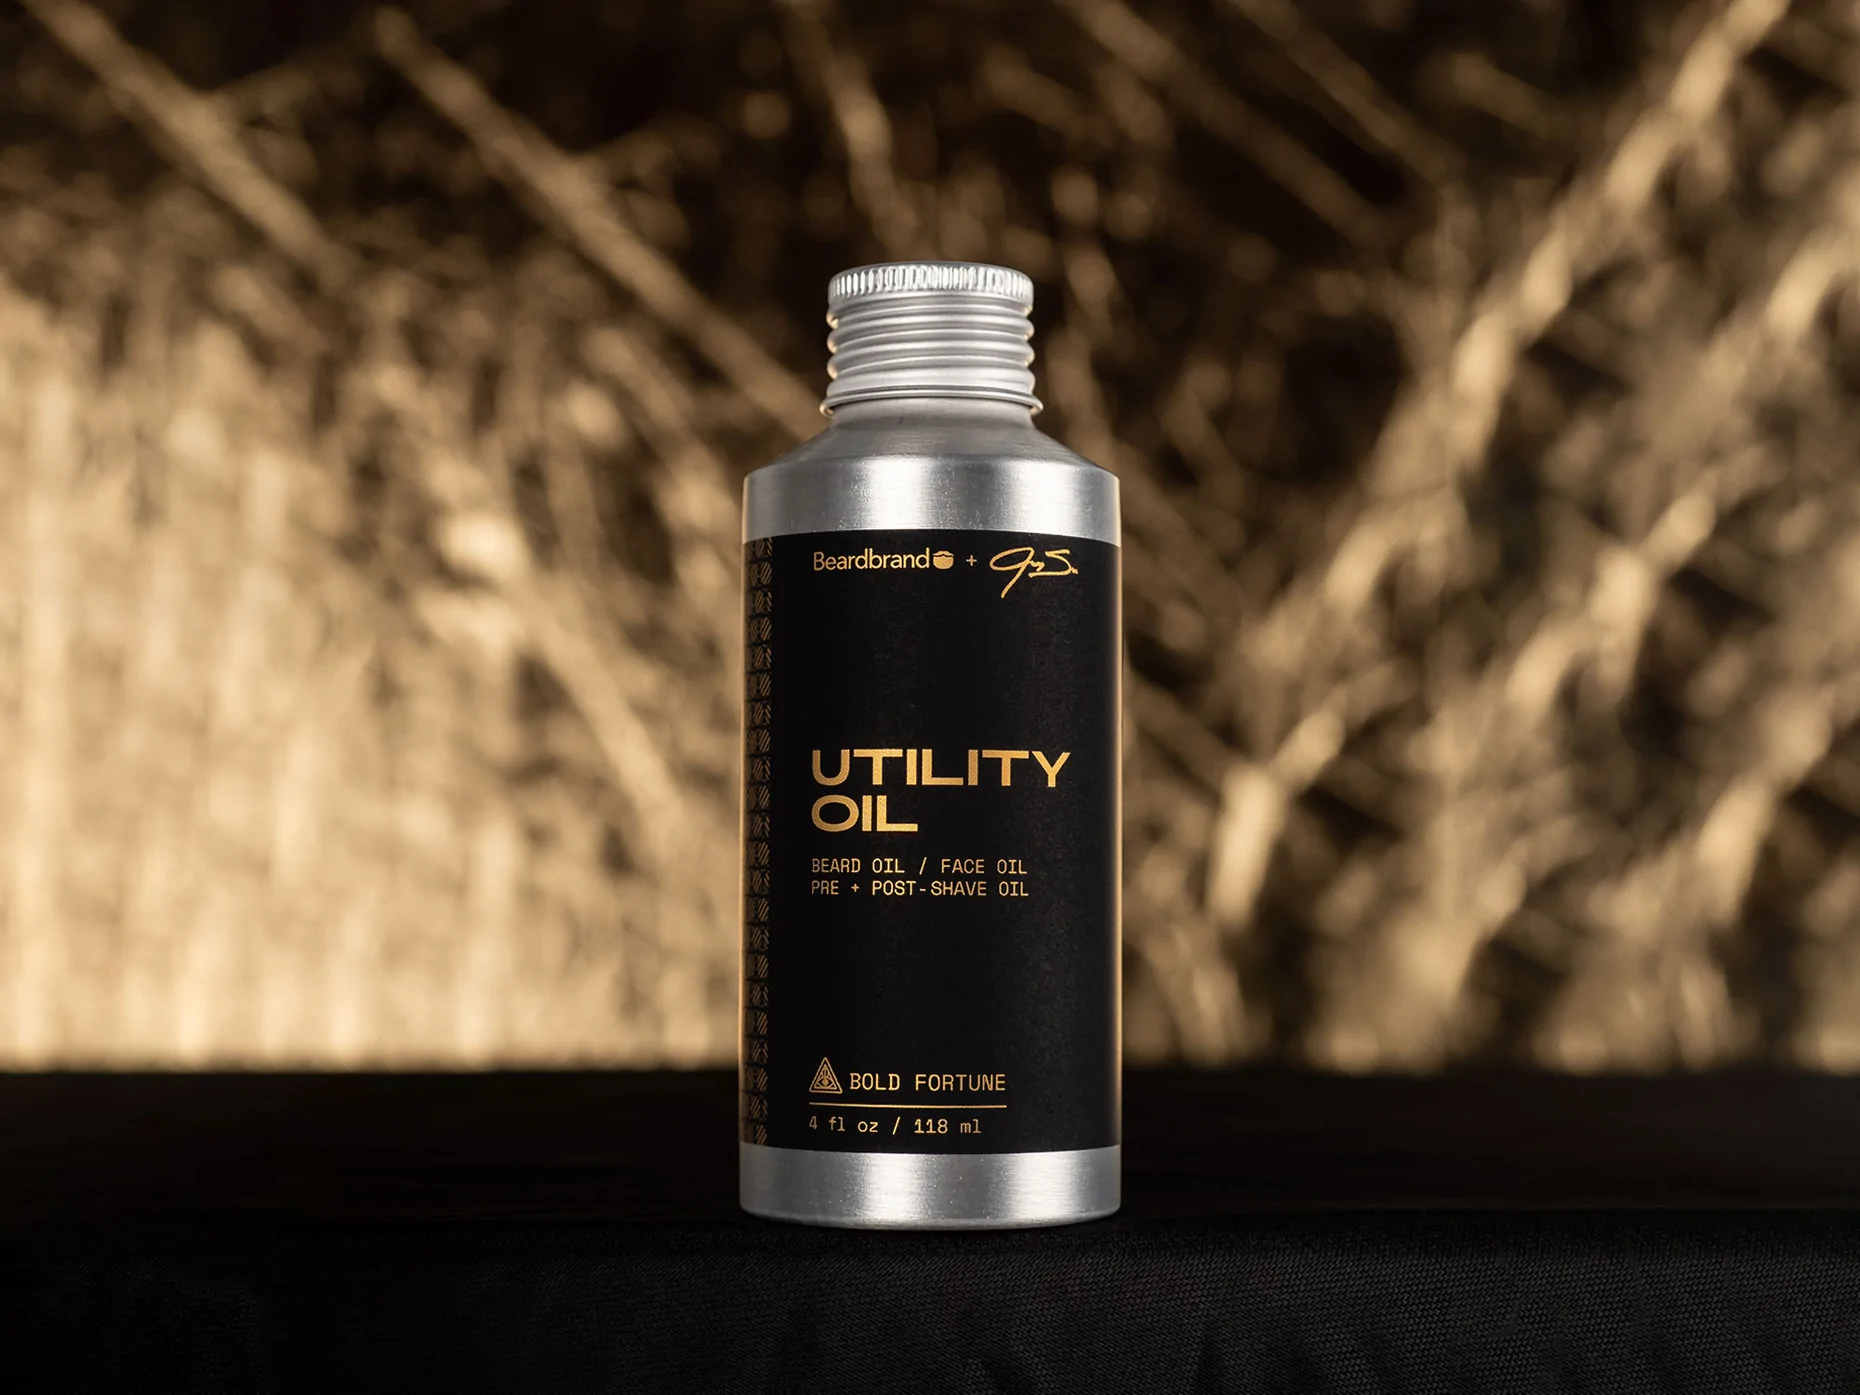 Beardbrand +
UTILITY
OIL
BEARD OIL / FACE OIL
PRE + POST-SHAVE OIL
BOLD FORTUNE
4 fl oz / 118 ml